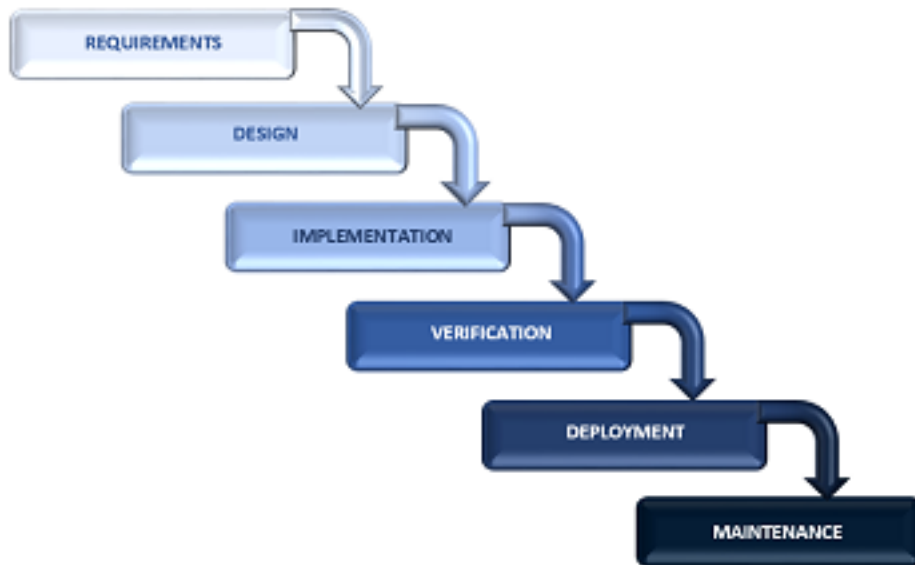 REQUIREMENTS
DESIGN
IMPLEMENTATION
VERIFICATION
DEPLOYMENT
MAINTENANCE